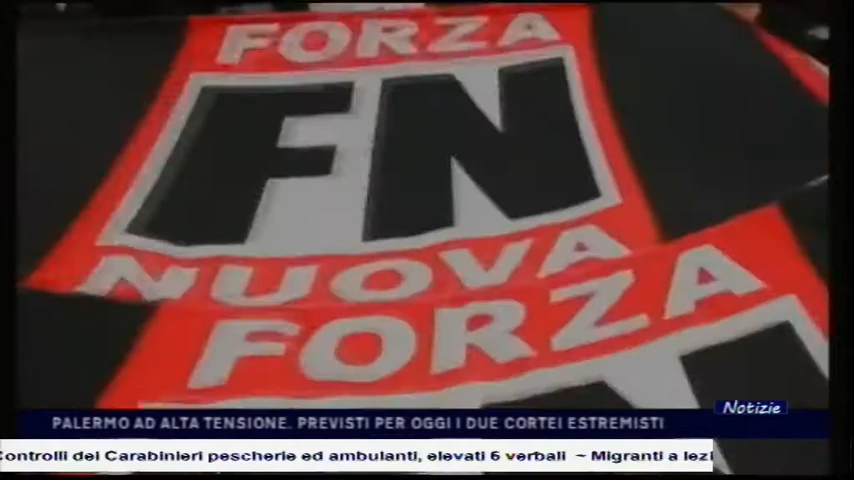 FORZA
FN
NUOVA
FORZA
Notizie
PALERMO AD ALTA TENSIONE. PREVISTI PER OGGI I DUE CORTEI ESTREMISTI
Controlli dei Carabinieri pescherie ed ambulanti, elevati 6 verbali ~ Migranti a lezi